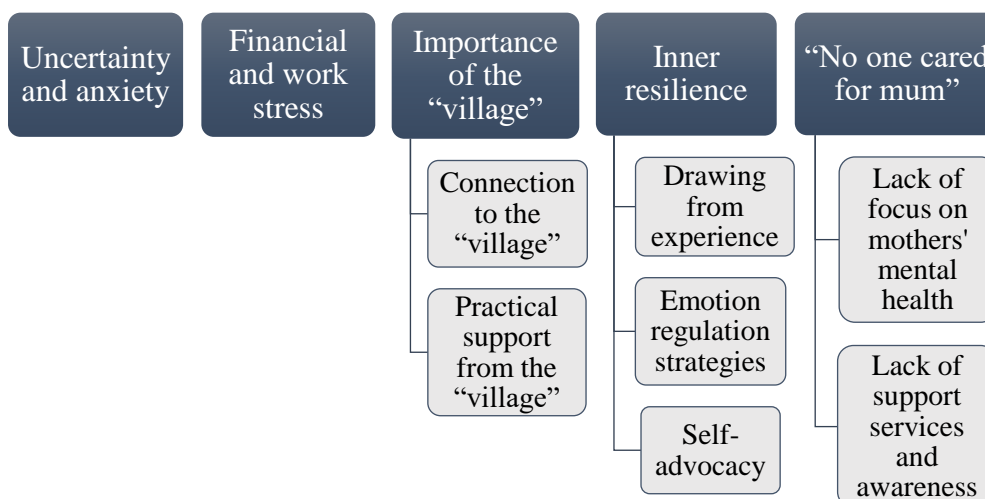 Uncertainty
and anxiety
Financial
and work
stress
Importance
of the
“village”
Connection
to the
“village”
Practical
support
from the
“village”
Inner
resilience
Drawing
from
experience
Emotion
regulation
strategies
Self-
advocacy
“No one cared
for mum”
Lack of
focus on
mothers'
mental
health
Lack of
support
services
and
awareness